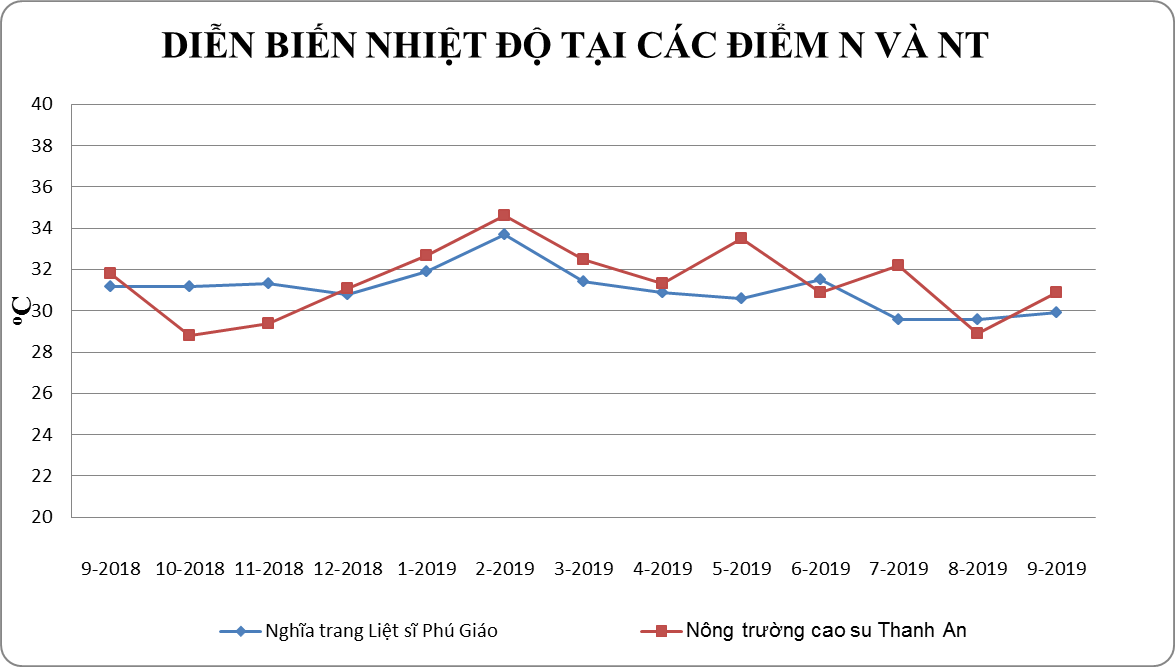 DIỄN BIẾN NHIỆT ĐỘ TẠI CÁC ĐIỂM N VÀ NT
40
38
36
34
32
30
28
26
24
22
20
ºC
9-2018 10-2018 11-2018 12-2018 1-2019 2-2019 3-2019 4-2019 5-2019 6-2019 7-2019 8-2019 9-2019
Nghĩa trang Liệt sĩ Phú Giáo Nông trường cao su Thanh An